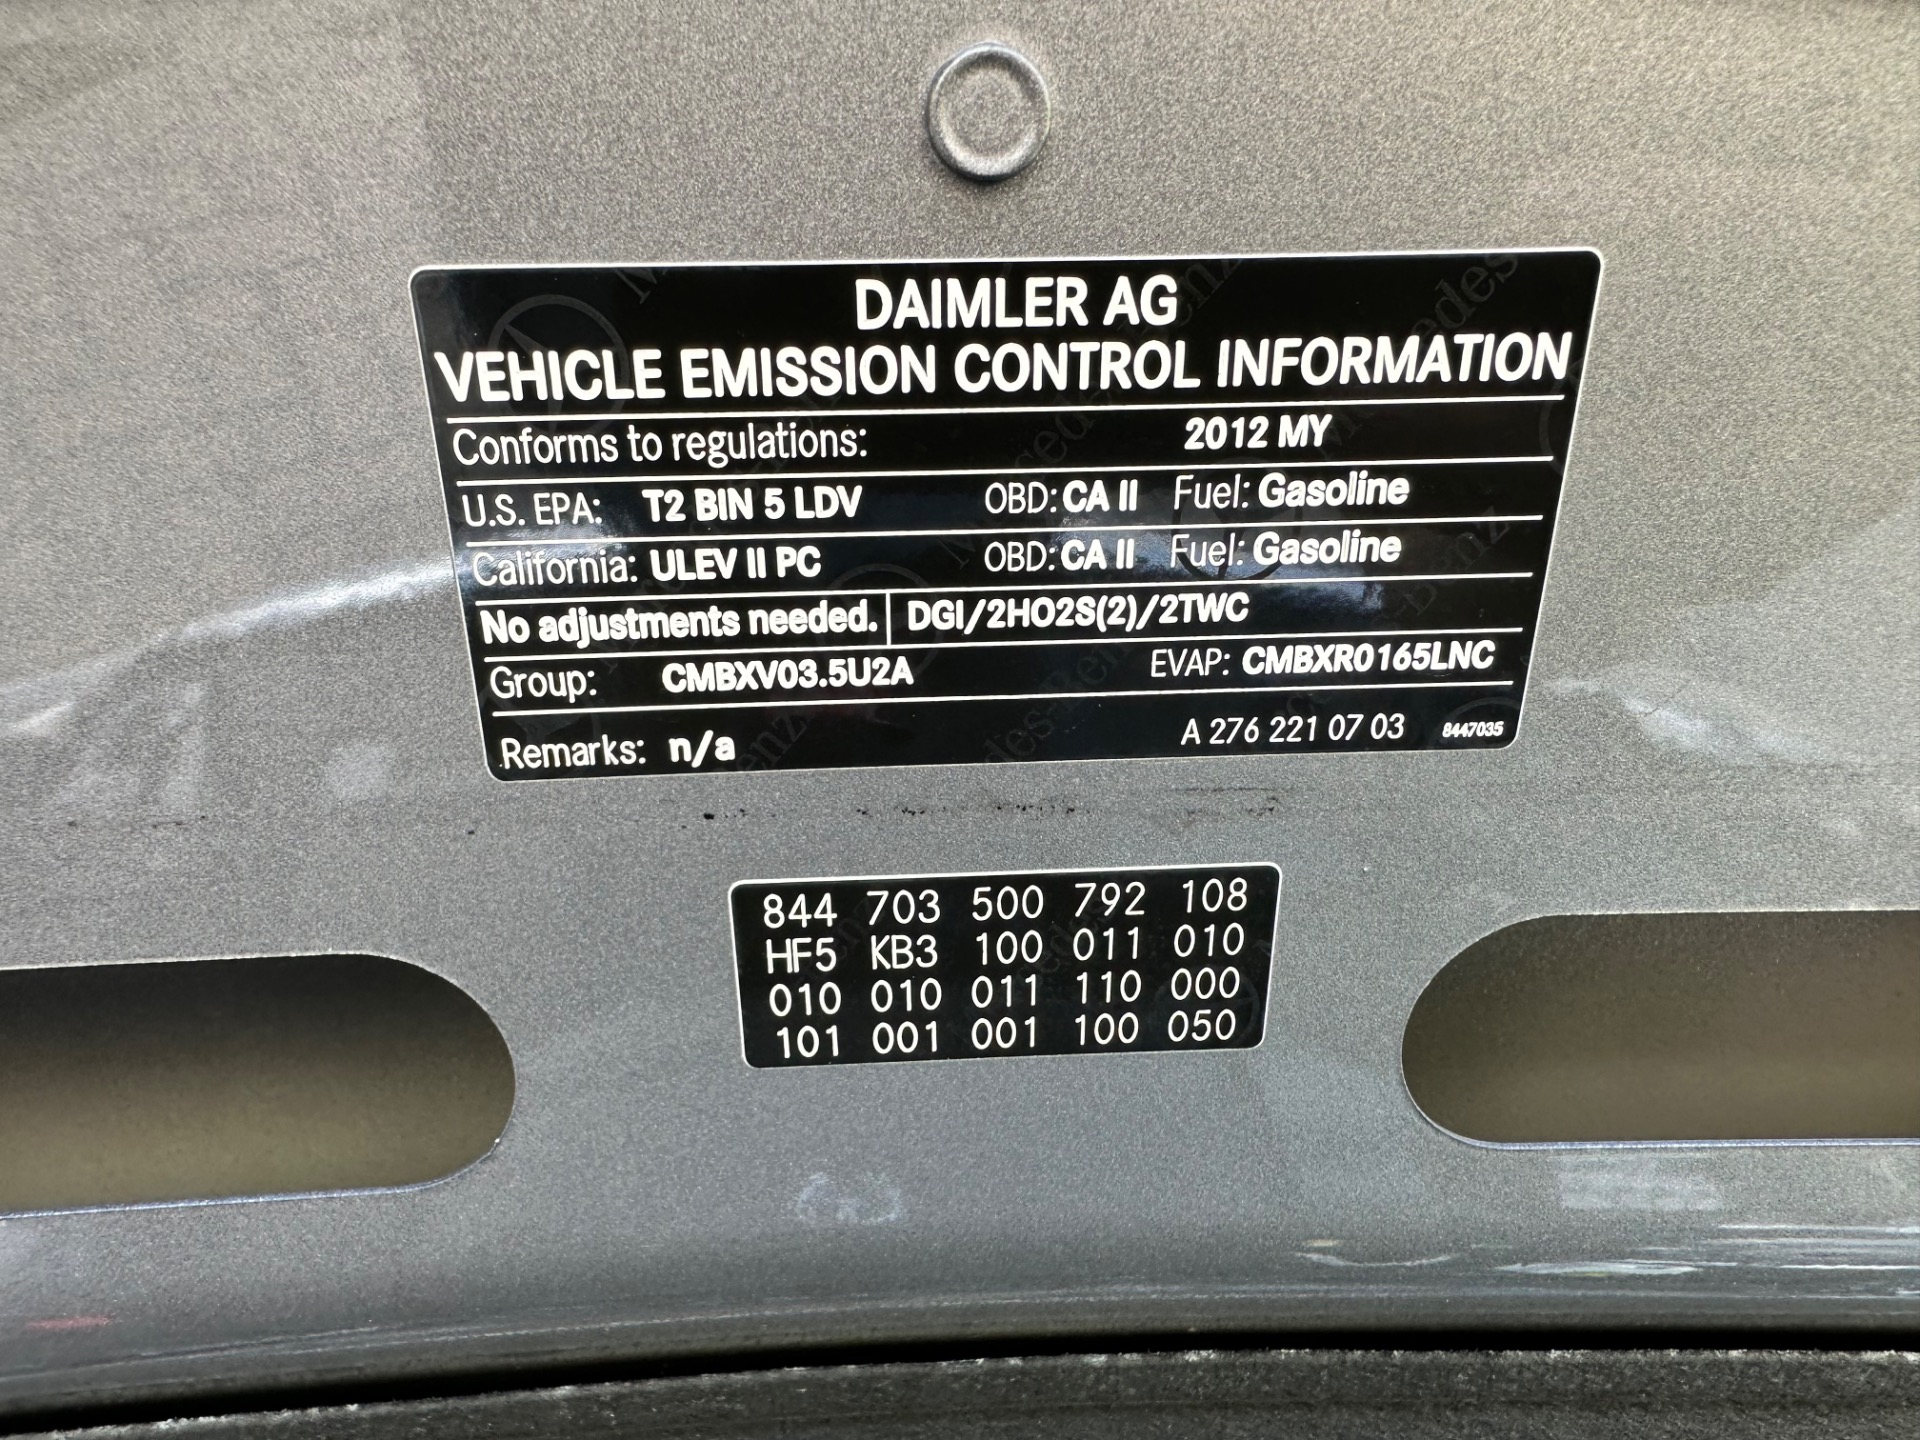 DAIMLER AG
VEHICLE EMISSION CONTROL INFORMATION
Conforms to regulations: 2012 MY
U.S. EPA: T2 BIN 5 LDV OBD: CA II Fuel: Gasoline
California: ULEV II PC OBD: CA II Fuel: Gasoline
No adjustments needed. DGI/2HO2S(2)/2TWC
Group: CMBXV03.5U2A EVAP: CMBXR0165LNC
Remarks: n/a A 276 221 07 03 8447035
844 703 500 792 108
HF5 KB3 100 011 010
010 010 011 110 000
101 001 001 100 050